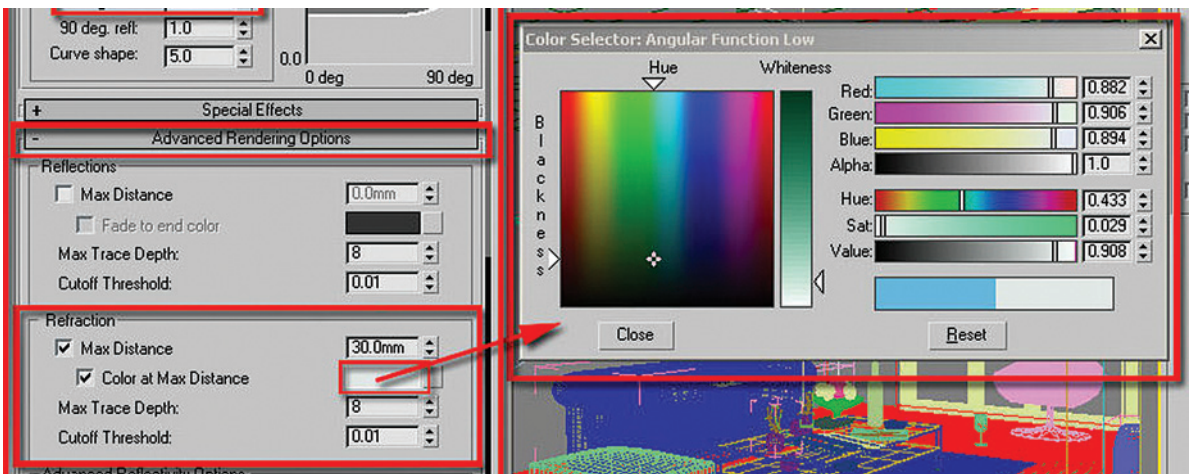 90 deg. refl: 1.0
Curve shape: 5.0
0.0
0 deg 90 deg
+ Special Effects
- Advanced Rendering Options
Reflections
Max Distance 0.0mm
Fade to end color
Max Trace Depth: 8
Cutoff Threshold: 0.01
Refraction
Max Distance 30.0mm
Color at Max Distance
Max Trace Depth: 8
Cutoff Threshold: 0.01
Advanced Reflectivity Options
Color Selector: Angular Function Low
Hue Whiteness
Blackness
Red: 0.882
Green: 0.906
Blue: 0.894
Alpha: 1.0
Hue: 0.433
Sat: 0.029
Value: 0.908
Close Reset